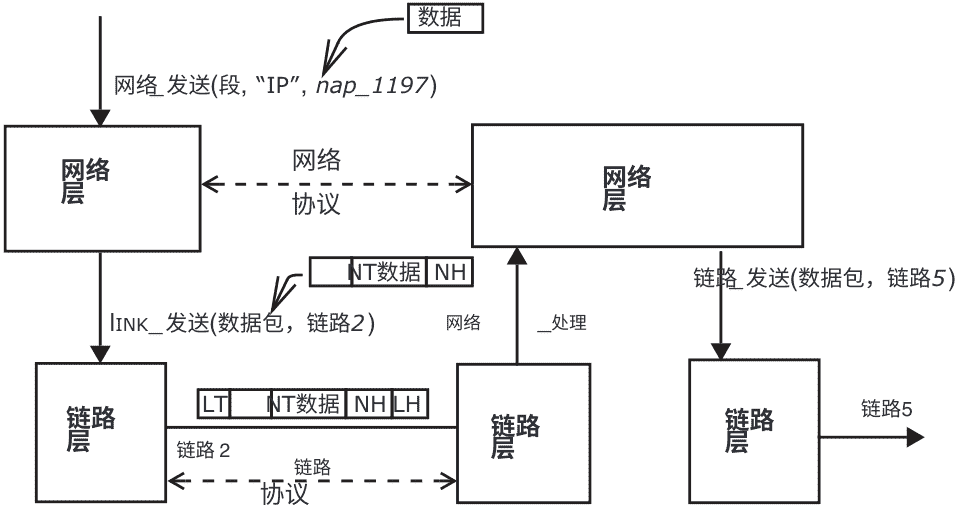 数据
网络_发送(段, “IP”, nap_1197)
网络
层
网络
协议
网络
层
NT数据 NH
链路_发送(数据包，链路5)
lINK_发送(数据包，链路2)
网络 _处理
LT NT数据 NH LH
链路
层
链路 2
链路
协议
链路
层
链路
层
链路5